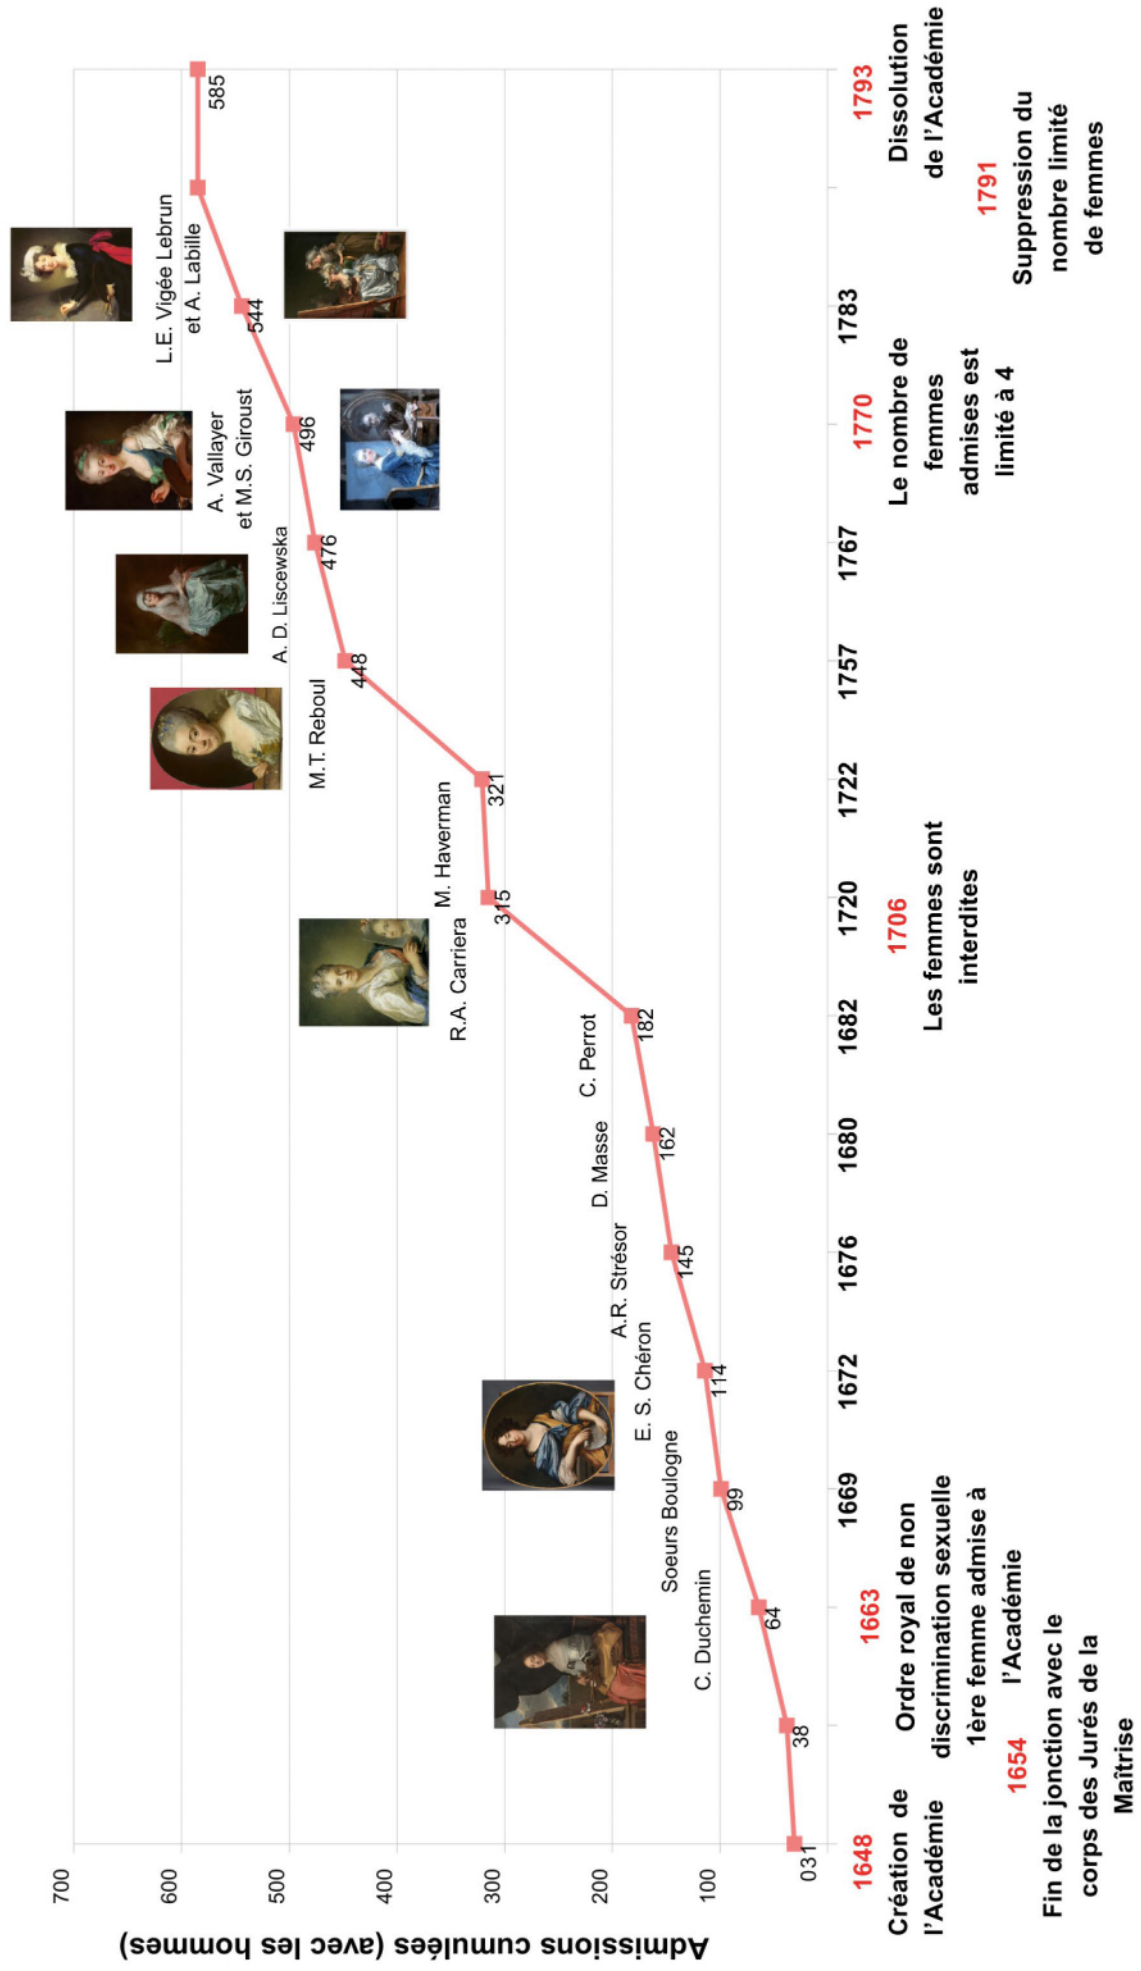 Admissions cumulées (avec les hommes)
700
600
500
400
300
200
100
0
31
38
64
99
114
145
162
182
315
321
448
476
496
544
585
C. Duchemin
Soeurs Boulogne
E. S. Chéron
A.R. Strésor
D. Masse
C. Perrot
R.A. Carriera
M. Haverman
M.T. Reboul
A. D. Liscewska
A. Vallayer
et M.S. Giroust
L.E. Vigée Lebrun
et A. Labille
1648
Création de
l'Académie
1654
Fin de la jonction avec le
corps des Jurés de la
Maîtrise
1663
Ordre royal de non
discrimination sexuelle
1ère femme admise à
l'Académie
1669
1672
1676
1680
1682
1706
Les femmes sont
interdites
1720
1722
1757
1767
1770
Le nombre de
femmes
admises est
limité à 4
1783
1791
Suppression du
nombre limité
de femmes
1793
Dissolution
de l'Académie